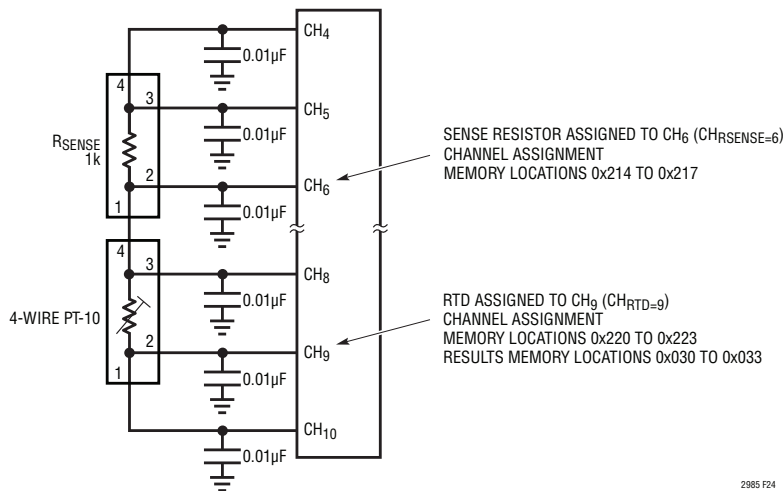 CH4
0.01µF
4
3
CH5
RSENSE
1k
0.01µF
2
CH6
1
0.01µF
SENSE RESISTOR ASSIGNED TO CH6 (CHRSENSE=6)
CHANNEL ASSIGNMENT
MEMORY LOCATIONS 0x214 TO 0x217
4
3
CH8
4-WIRE PT-10
0.01µF
2
CH9
1
0.01µF
RTD ASSIGNED TO CH9 (CHRTD=9)
CHANNEL ASSIGNMENT
MEMORY LOCATIONS 0x220 TO 0x223
RESULTS MEMORY LOCATIONS 0x030 TO 0x033
CH10
0.01µF
2985 F24